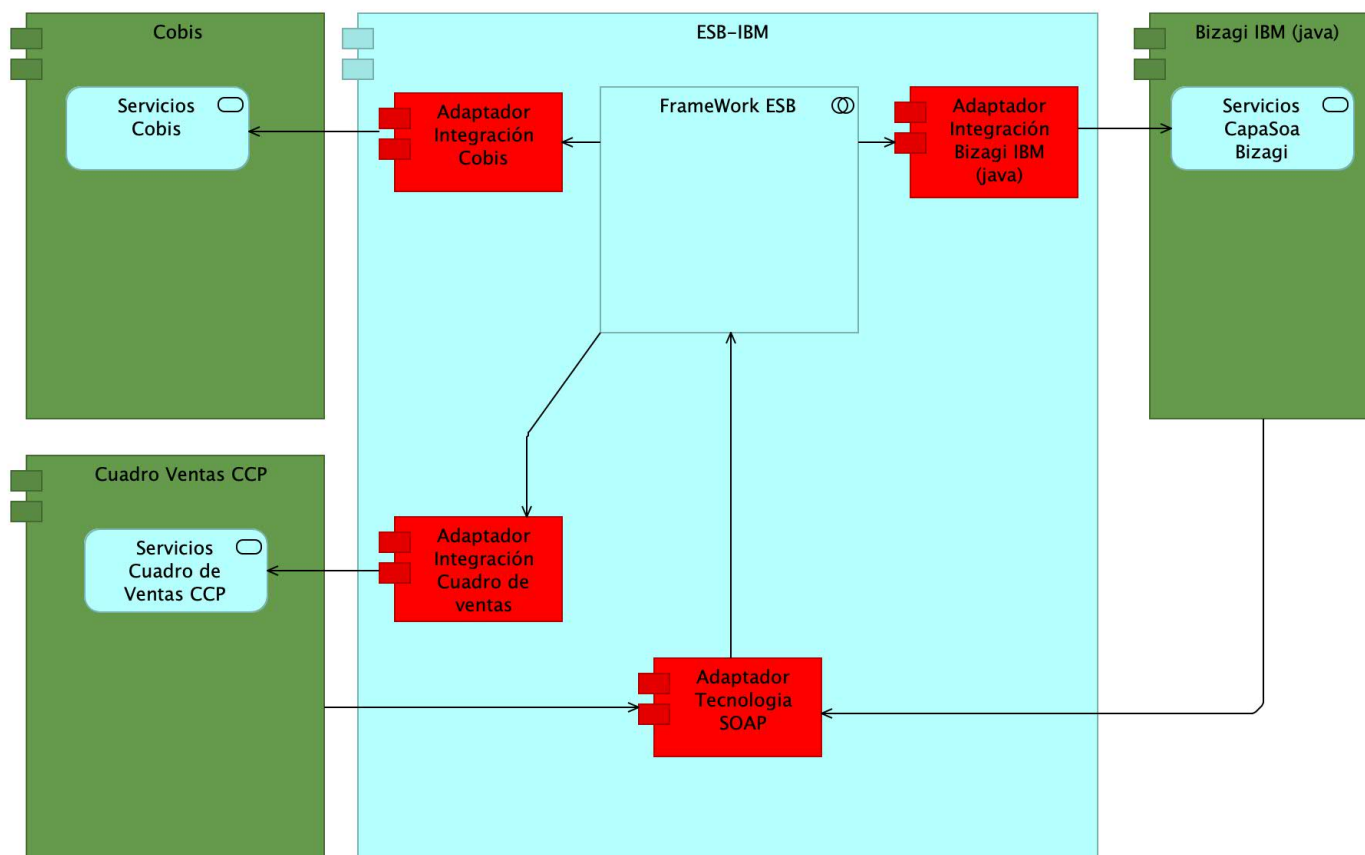 Cobis
Servicios
Cobis
ESB-IBM
Adaptador
Integración
Cobis
FrameWork ESB
Adaptador
Integración
Bizagi IBM
(java)
Bizagi IBM (java)
Servicios
CapaSoa
Bizagi
Cuadro Ventas CCP
Servicios
Cuadro de
Ventas CCP
Adaptador
Integración
Cuadro de
ventas
Adaptador
Tecnologia
SOAP